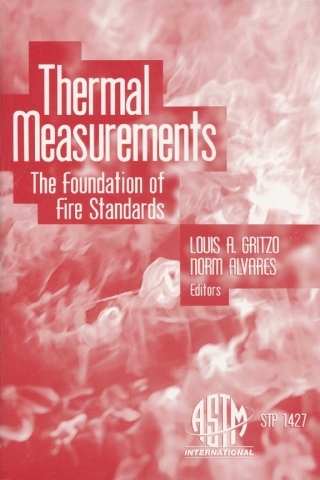 Thermal
Measurements
The Foundation of
Fire Standards
LOUIS A. GRITZO
NORM ALVARES
Editors
ASTM
INTERNATIONAL
STP 1427